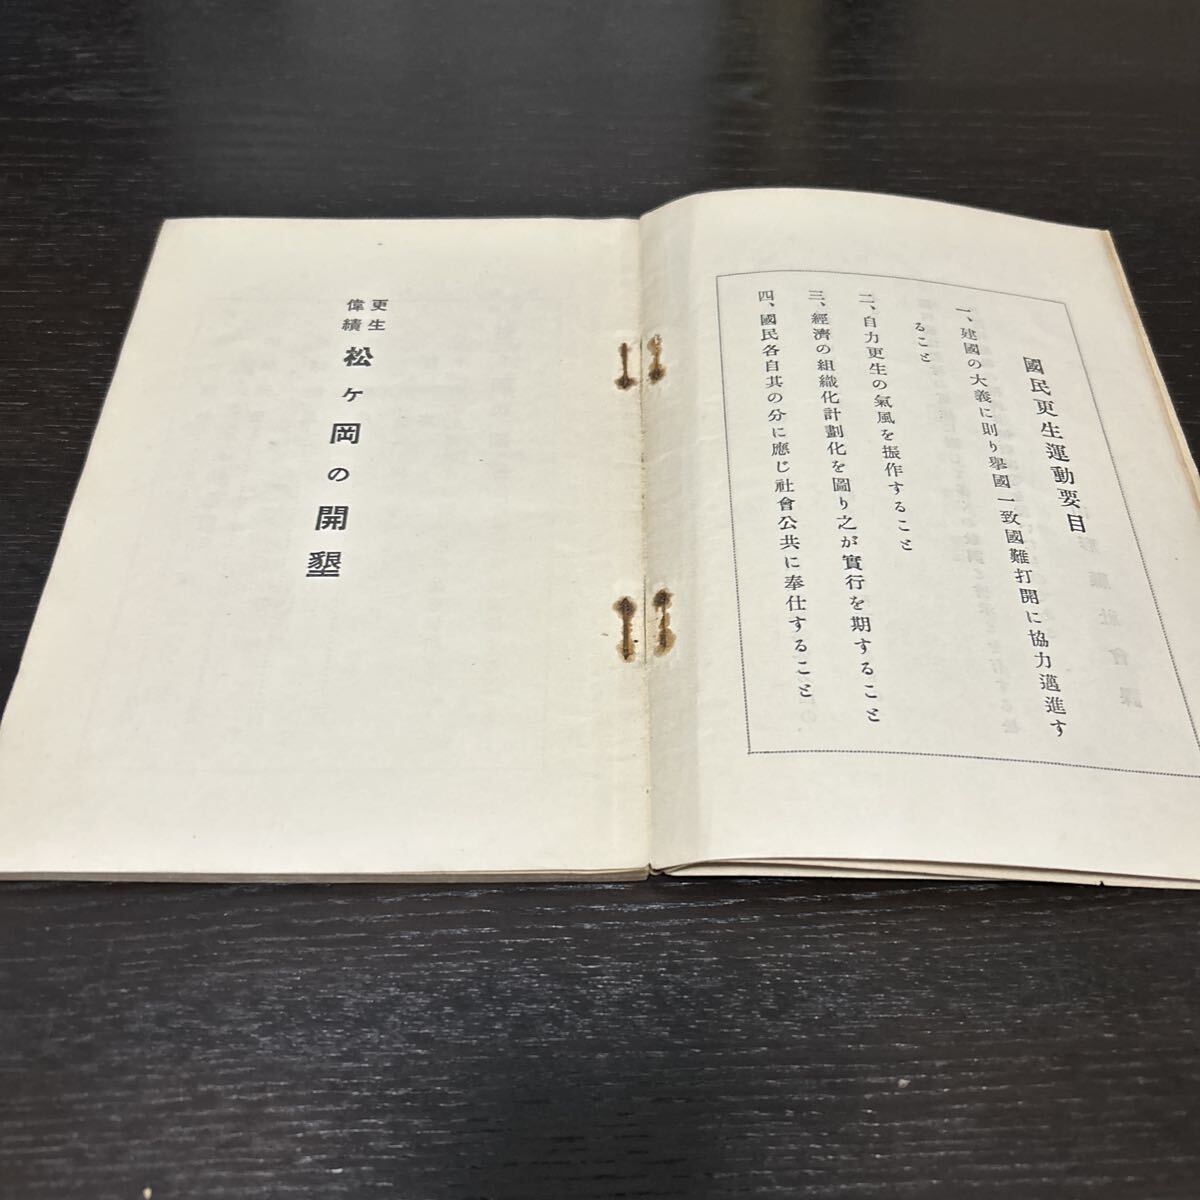 國民更生運動要目
一、建國の大義に則り擧國一致國難打開に協力邁進す
ること
二、自力更生の氣風を振作すること
三、經濟の組織化計劃化を圖り之が實行を期すること
四、國民各自其の分に應じ社會公共に奉仕すること
更生
偉績
松ヶ岡の開墾